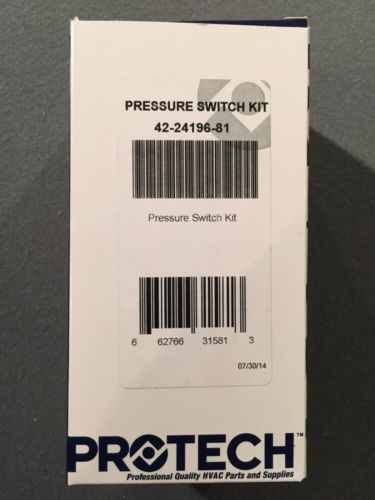 PRESSURE SWITCH KIT
42-24196-81
Pressure Switch Kit
6 62766 31581 3
07/30/14
PROTECH™
Professional Quality HVAC Parts and Supplies